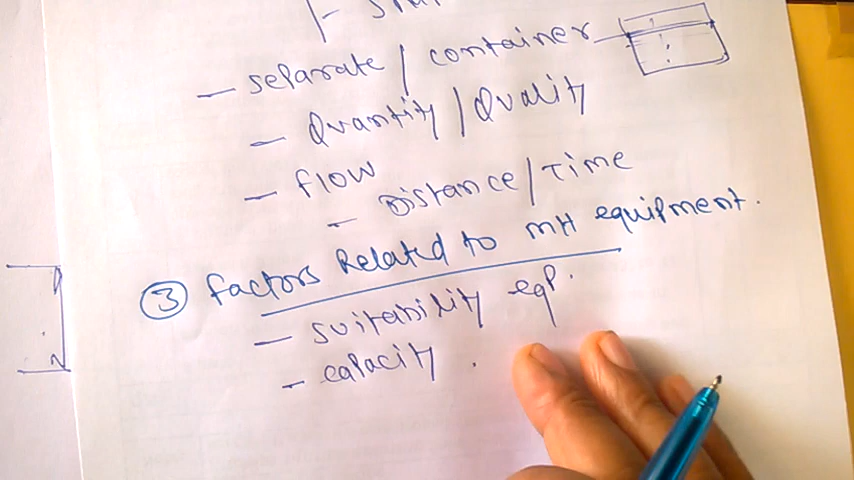 - separate / container
- Quantity / Quality
- flow
- Distance / Time
③ factors Related to MH equipment.
- suitability eqp.
- capacity.